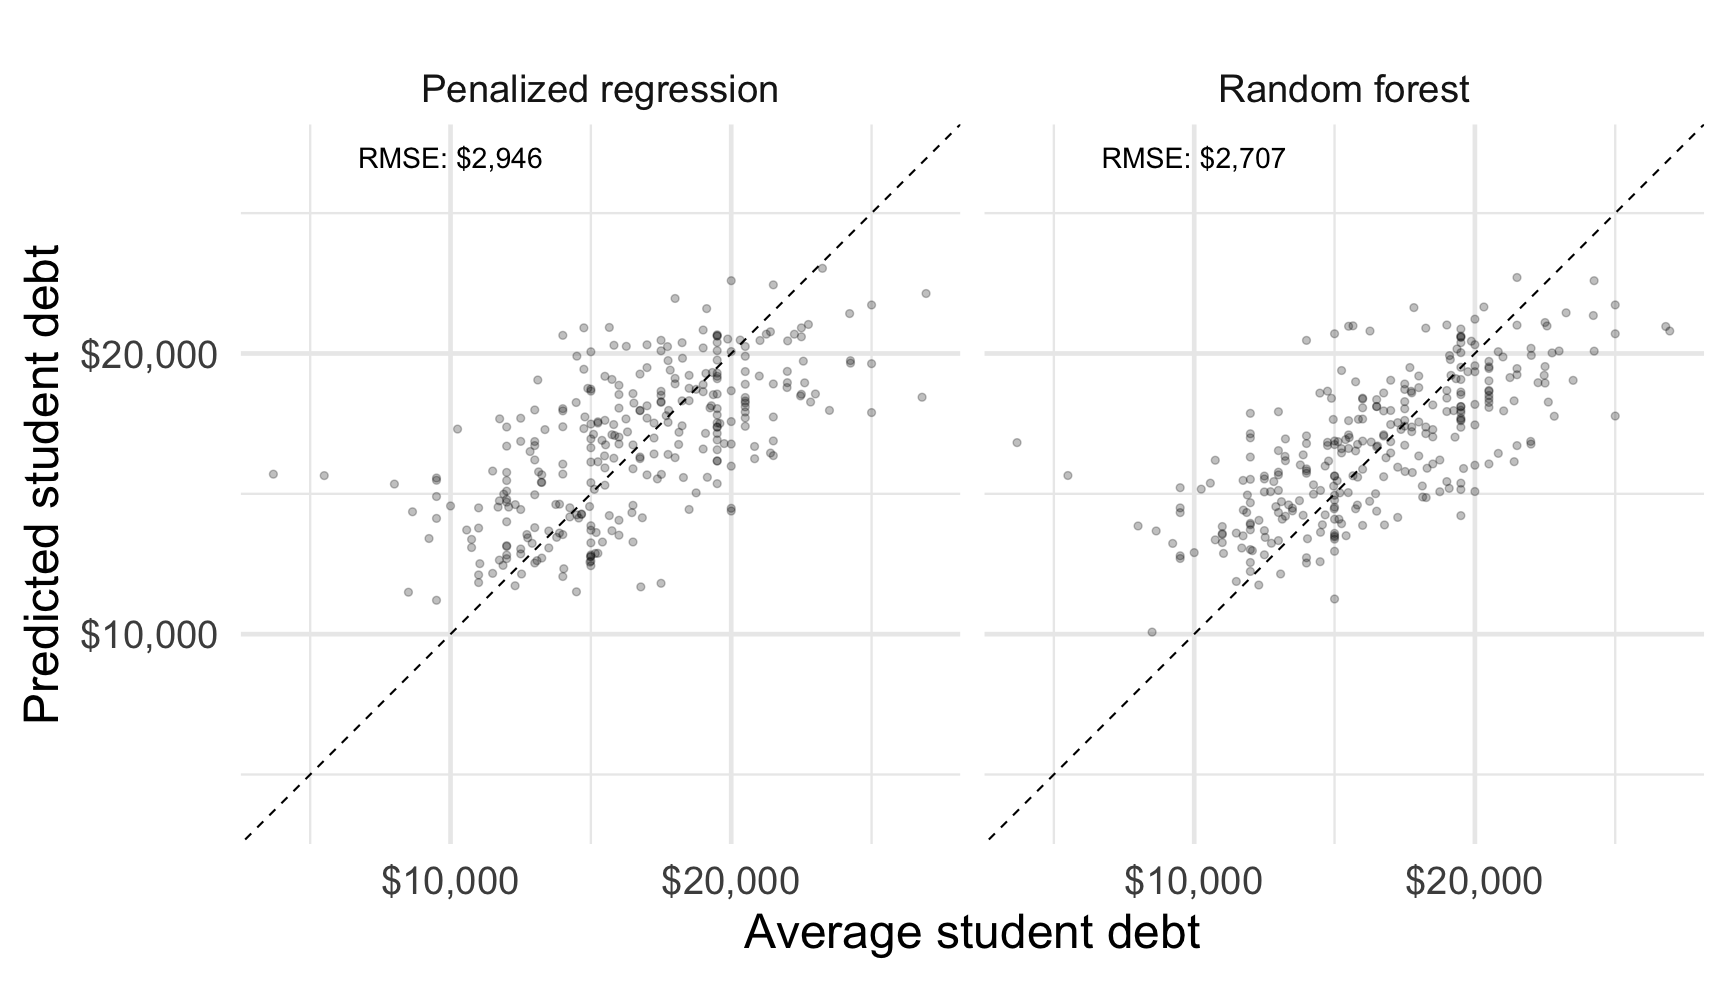 Penalized regression
Random forest
RMSE: $2,946
RMSE: $2,707
Predicted student debt
$20,000
$10,000
$10,000
$20,000
$10,000
$20,000
Average student debt